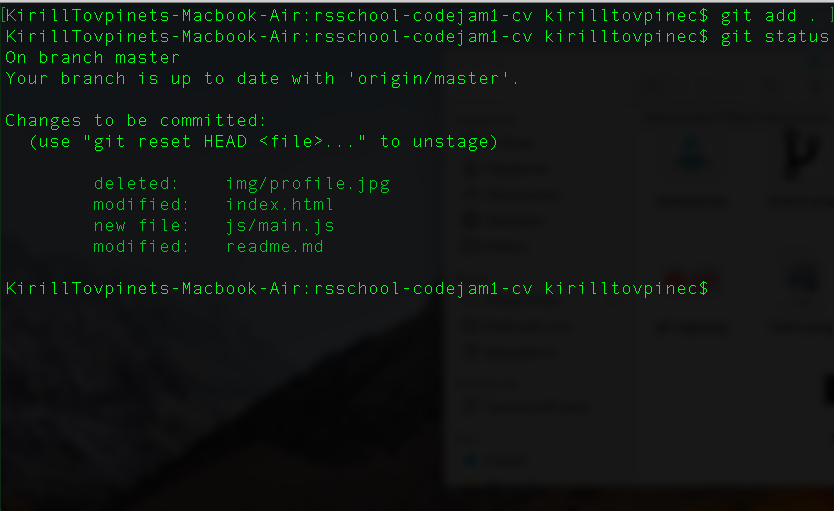 [KirillTovpinets-Macbook-Air:rsschool-codejam1-cv kirilltovpinec$ git add . ]
KirillTovpinets-Macbook-Air:rsschool-codejam1-cv kirilltovpinec$ git status
On branch master
Your branch is up to date with 'origin/master'.
Changes to be committed:
(use "git reset HEAD <file>..." to unstage)
deleted: img/profile.jpg
modified: index.html
new file: js/main.js
modified: readme.md
KirillTovpinets-Macbook-Air:rsschool-codejam1-cv kirilltovpinec$